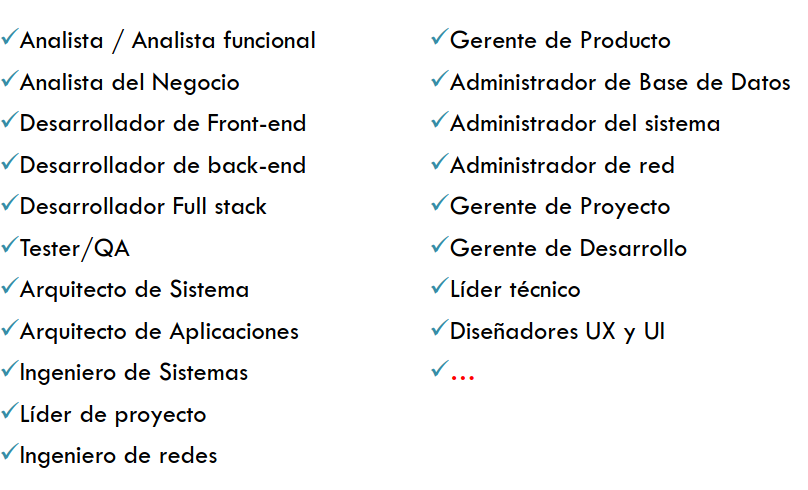 ✓Analista / Analista funcional
✓Analista del Negocio
✓Desarrollador de Front-end
✓Desarrollador de back-end
✓Desarrollador Full stack
✓Tester/QA
✓Arquitecto de Sistema
✓Arquitecto de Aplicaciones
✓Ingeniero de Sistemas
✓Líder de proyecto
✓Ingeniero de redes
✓Gerente de Producto
✓Administrador de Base de Datos
✓Administrador del sistema
✓Administrador de red
✓Gerente de Proyecto
✓Gerente de Desarrollo
✓Líder técnico
✓Diseñadores UX y UI
✓...